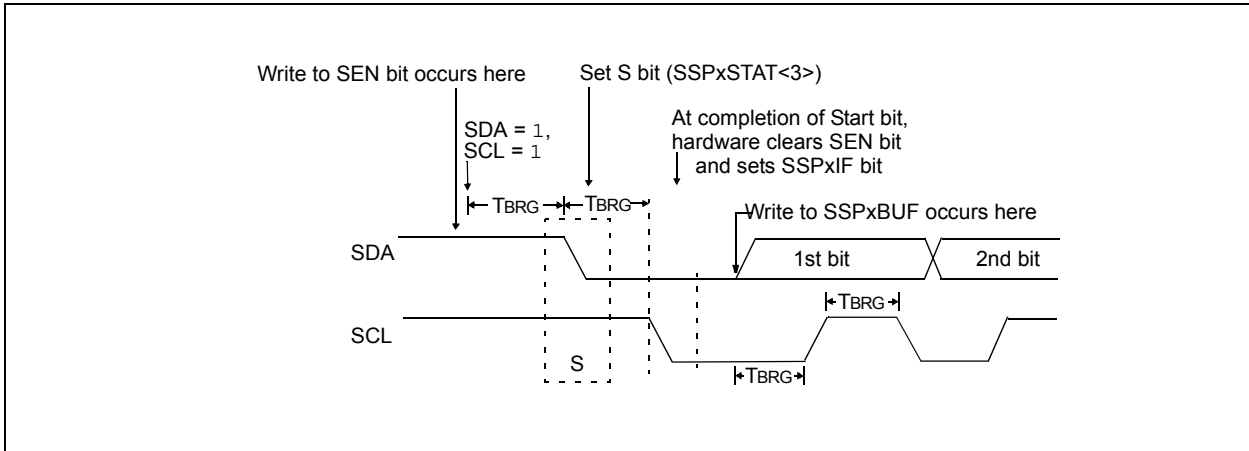 Write to SEN bit occurs here
Set S bit (SSPxSTAT<3>)
SDA = 1,
SCL = 1
At completion of Start bit,
hardware clears SEN bit
and sets SSPxIF bit
TBRG
TBRG
Write to SSPxBUF occurs here
SDA
1st bit
2nd bit
TBRG
SCL
S
TBRG